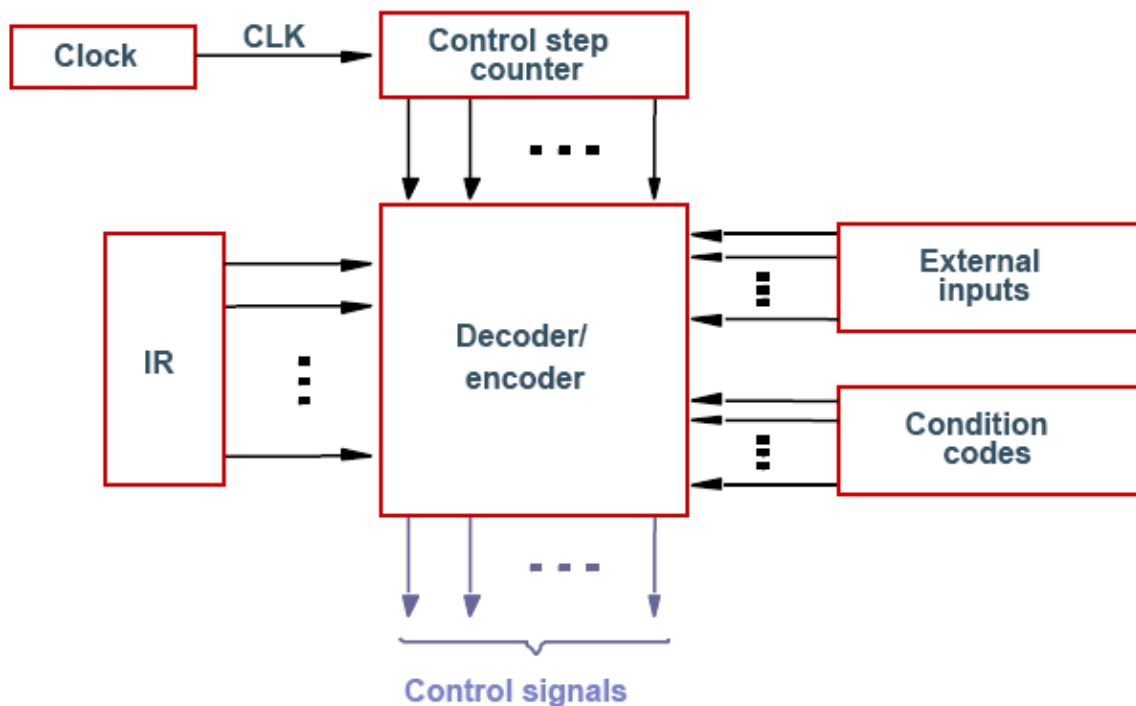 Clock
CLK
Control step
counter
IR
Decoder/
encoder
External
inputs
Condition
codes
Control signals